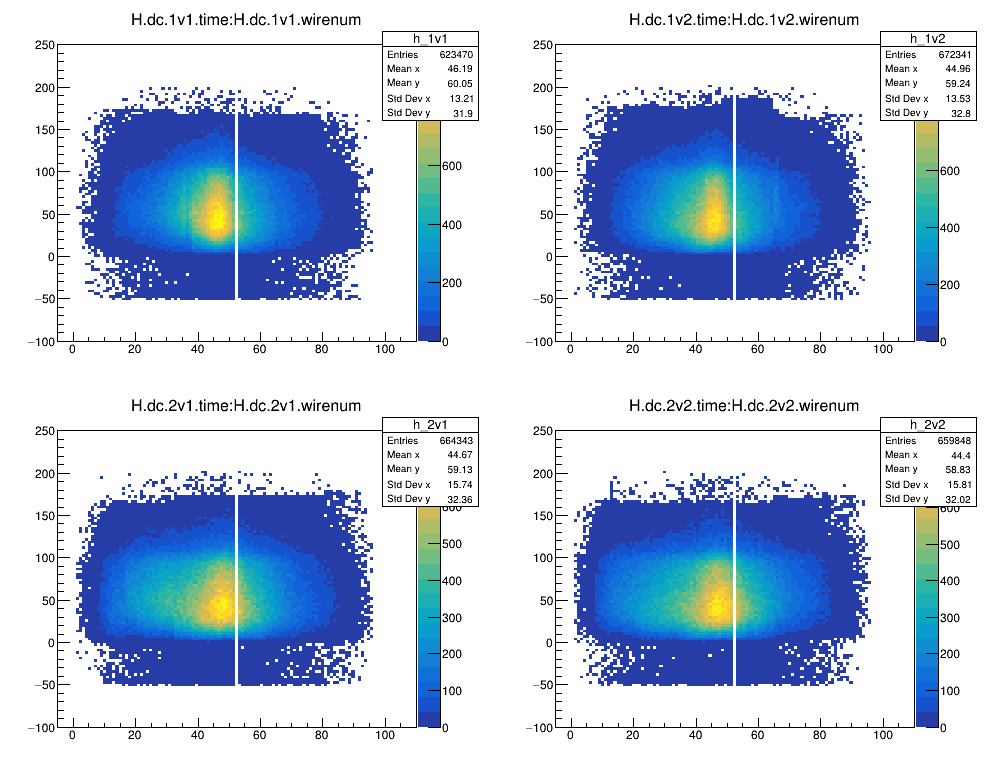 H.dc.1v1.time:H.dc.1v1.wirenum
h_1v1
Entries 623470
Mean x 46.19
Mean y 60.05
Std Dev x 13.21
Std Dev y 31.9
250
200
150
100
50
0
−50
−100
0 20 40 60 80 100
600
400
200
0
H.dc.1v2.time:H.dc.1v2.wirenum
h_1v2
Entries 672341
Mean x 44.96
Mean y 59.24
Std Dev x 13.53
Std Dev y 32.8
250
200
150
100
50
0
−50
−100
0 20 40 60 80 100
600
400
200
0
H.dc.2v1.time:H.dc.2v1.wirenum
h_2v1
Entries 664343
Mean x 44.67
Mean y 59.13
Std Dev x 15.74
Std Dev y 32.36
250
200
150
100
50
0
−50
−100
0 20 40 60 80 100
600
500
400
300
200
100
0
H.dc.2v2.time:H.dc.2v2.wirenum
h_2v2
Entries 659848
Mean x 44.4
Mean y 58.83
Std Dev x 15.81
Std Dev y 32.02
250
200
150
100
50
0
−50
−100
0 20 40 60 80 100
600
500
400
300
200
100
0